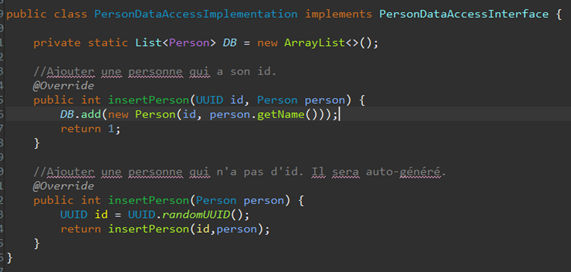 public class PersonDataAccessImplementation implements PersonDataAccessInterface {
private static List<Person> DB = new ArrayList<>();
//Ajouter une personne qui a son id.
@Override
public int insertPerson(UUID id, Person person) {
DB.add(new Person(id, person.getName()));
return 1;
}
//Ajouter une personne qui n'a pas d'id. Il sera auto-généré.
@Override
public int insertPerson(Person person) {
UUID id = UUID.randomUUID();
return insertPerson(id,person);
}
}